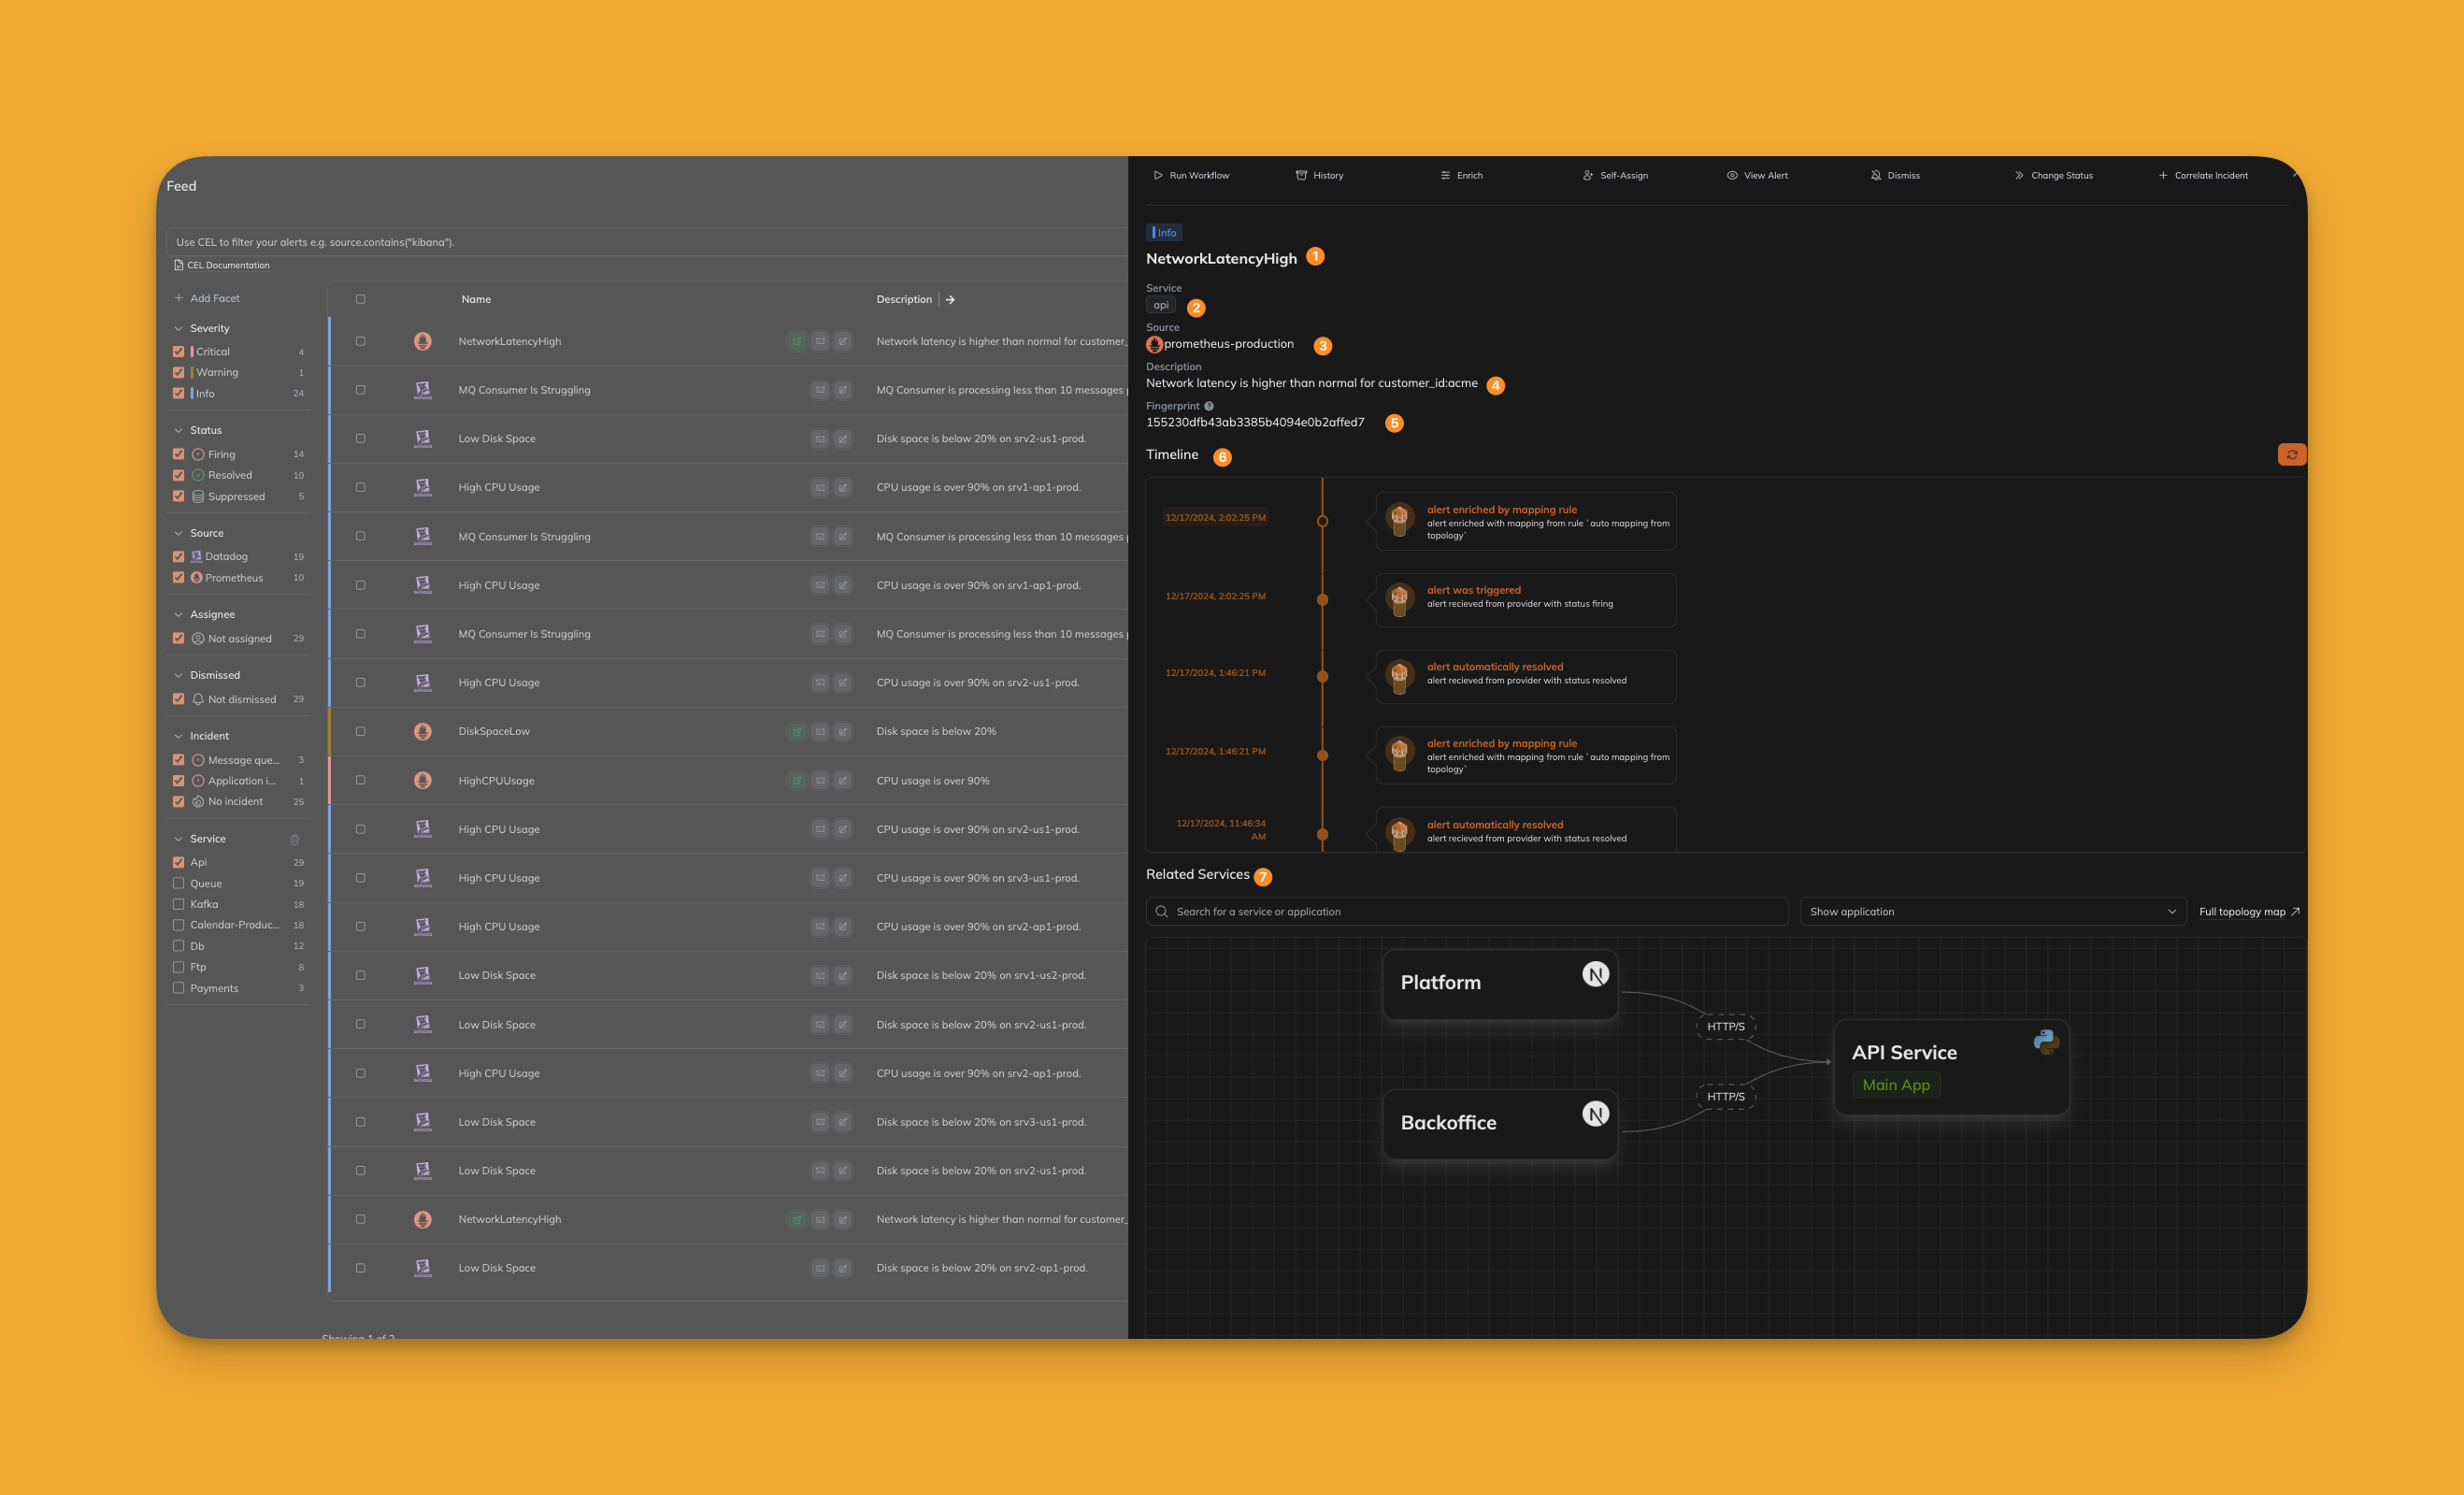 Feed
Use CEL to filter your alerts e.g. source.contains("kibana").
CEL Documentation
Add Facet
Severity
Critical 4
Warning 1
Info 24
Status
Firing 14
Resolved 10
Suppressed 5
Source
Datadog 19
Prometheus 10
Assignee
Not assigned 29
Dismissed
Not dismissed 29
Incident
Message que... 3
Application i... 1
No incident 25
Service
Api 29
Queue 19
Kafka 18
Calendar-Produc... 18
Db 12
Ftp 8
Payments 3
Name Description
NetworkLatencyHigh Network latency is higher than normal for customer_
MQ Consumer Is Struggling MQ Consumer is processing less than 10 messages
Low Disk Space Disk space is below 20% on srv2-us1-prod.
High CPU Usage CPU usage is over 90% on srv1-ap1-prod.
MQ Consumer Is Struggling MQ Consumer is processing less than 10 messages
High CPU Usage CPU usage is over 90% on srv1-ap1-prod.
MQ Consumer Is Struggling MQ Consumer is processing less than 10 messages
High CPU Usage CPU usage is over 90% on srv2-us1-prod.
DiskSpaceLow Disk space is below 20%
HighCPUUsage CPU usage is over 90%
High CPU Usage CPU usage is over 90% on srv2-us1-prod.
High CPU Usage CPU usage is over 90% on srv3-us1-prod.
High CPU Usage CPU usage is over 90% on srv2-ap1-prod.
Low Disk Space Disk space is below 20% on srv1-us2-prod.
Low Disk Space Disk space is below 20% on srv2-us1-prod.
High CPU Usage CPU usage is over 90% on srv2-ap1-prod.
Low Disk Space Disk space is below 20% on srv3-us1-prod.
Low Disk Space Disk space is below 20% on srv2-us1-prod.
NetworkLatencyHigh Network latency is higher than normal for customer_
Low Disk Space Disk space is below 20% on srv2-ap1-prod.
Showing 1 of 2
Run Workflow History Enrich Self-Assign View Alert Dismiss Change Status Correlate Incident
Info
NetworkLatencyHigh 1
Service
api 2
Source
prometheus-production 3
Description
Network latency is higher than normal for customer_id:acme 4
Fingerprint
155230dfb43ab3385b4094e0b2affed7 5
Timeline 6
12/17/2024, 2:02:25 PM
alert enriched by mapping rule
alert enriched with mapping from rule `auto mapping from
topology`
12/17/2024, 2:02:25 PM
alert was triggered
alert recieved from provider with status firing
12/17/2024, 1:46:21 PM
alert automatically resolved
alert recieved from provider with status resolved
12/17/2024, 1:46:21 PM
alert enriched by mapping rule
alert enriched with mapping from rule `auto mapping from
topology`
12/17/2024, 11:46:34
AM
alert automatically resolved
alert recieved from provider with status resolved
Related Services 7
Search for a service or application Show application Full topology map
Platform
HTTP/S
API Service
Main App
HTTP/S
Backoffice